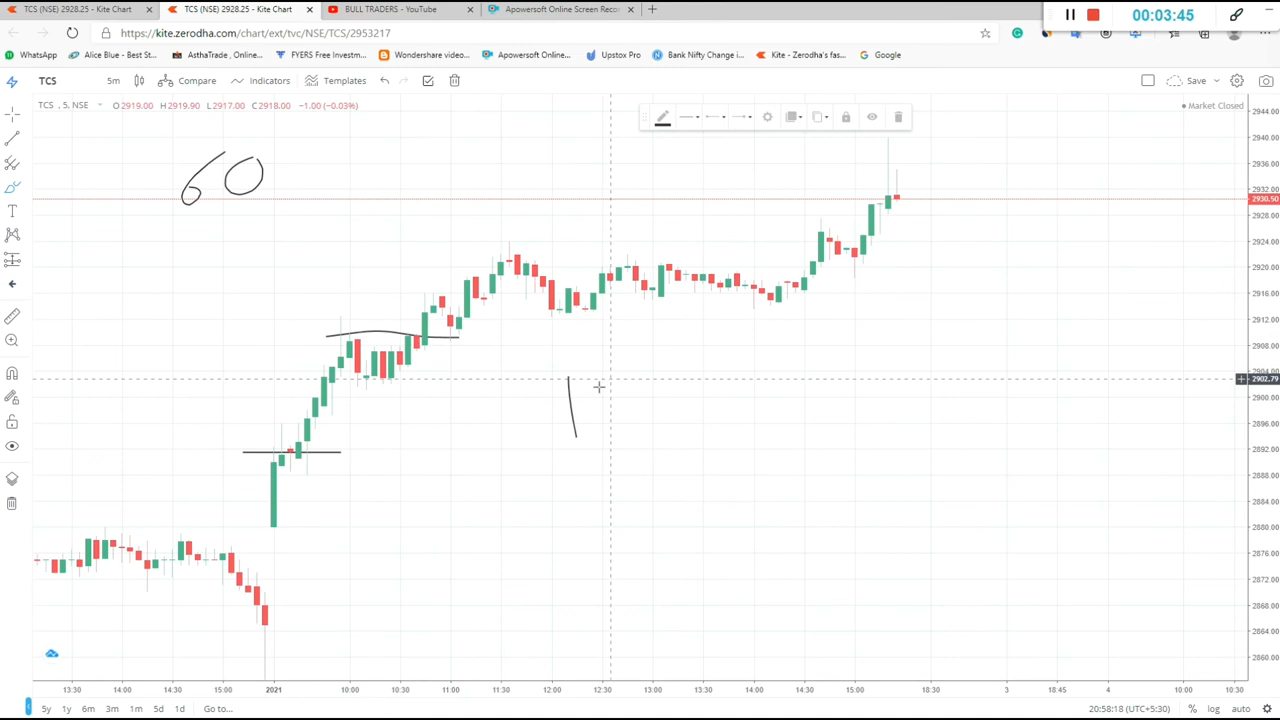 TCS (NSE) 2928.25 - Kite Chart
TCS (NSE) 2928.25 - Kite Chart
BULL TRADERS - YouTube
Apowersoft Online Screen Rec
00:03:45
https://kite.zerodha.com/chart/ext/tvc/NSE/TCS/2953217
WhatsApp
Alice Blue - Best St...
AsthaTrade , Online...
FYERS Free Investm...
Wondershare video...
Apowersoft Online...
Upstox Pro
Bank Nifty Change i...
Kite - Zerodha's fas...
Google
TCS
5m
Compare
Indicators
Templates
Save
TCS , 5, NSE
O2919.00 H2919.90 L2917.00 C2918.00 −1.00 (−0.03%)
Market Closed
60
2944.00
2940.00
2936.00
2932.00
2930.50
2928.00
2924.00
2920.00
2916.00
2912.00
2908.00
2904.00
2902.79
2900.00
2896.00
2892.00
2888.00
2884.00
2880.00
2876.00
2872.00
2868.00
2864.00
2860.00
13:30 14:00 14:30 15:00 2021 10:00 10:30 11:00 11:30 12:00 12:30 13:00 13:30 14:00 14:30 15:00 18:30 3 18:45 4 10:00 10:30
5y 1y 6m 3m 1m 5d 1d Go to...
20:58:18 (UTC+5:30) % log auto